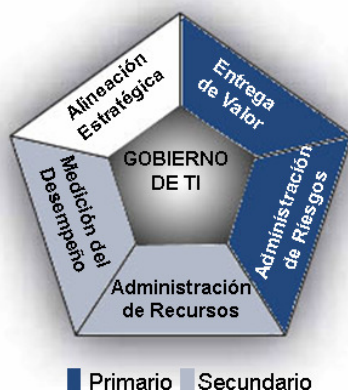 Alineación
Estratégica
Entrega
de Valor
GOBIERNO
DE TI
Medición del
Desempeño
Administración
de Riesgos
Administración
de Recursos
Primario
Secundario